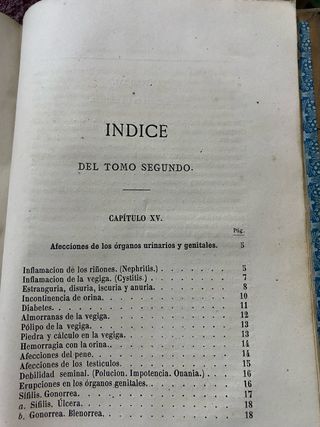 INDICE
DEL TOMO SEGUNDO.
CAPÍTULO XV.
Pág.
Afecciones de los órganos urinarios y genitales. 5
Inflamacion de los riñones. (Nephritis.) . . . . . . 5
Inflamacion de la vegiga. (Cystitis.) . . . . . . . 7
Estranguria, disuria, iscuria y anuria. . . . . . . 8
Incontinencia de orina. . . . . . . . . . . 10
Diabetes. . . . . . . . . . . . . . . 11
Almorranas de la vegiga. . . . . . . . . . 12
Pólipo de la vegiga. . . . . . . . . . . . 13
Piedra y cálculo en la vegiga. . . . . . . . . 13
Hemorragia con la orina.. . . . . . . . . . 14
Afecciones del pene. . . . . . . . . . . . 14
Afecciones de los testículos. . . . . . . . . 15
Debilidad seminal. (Polucion. Impotencia. Onania.) . . 16
Erupciones en los órganos genitales. . . . . . . 16
Sífilis. Gonorrea. . . . . . . . . . . . . 17
a. Sífilis. Úlcera. . . . . . . . . . . . . 18
b. Gonorrea. Blenorrea. . . . . . . . . . . 18